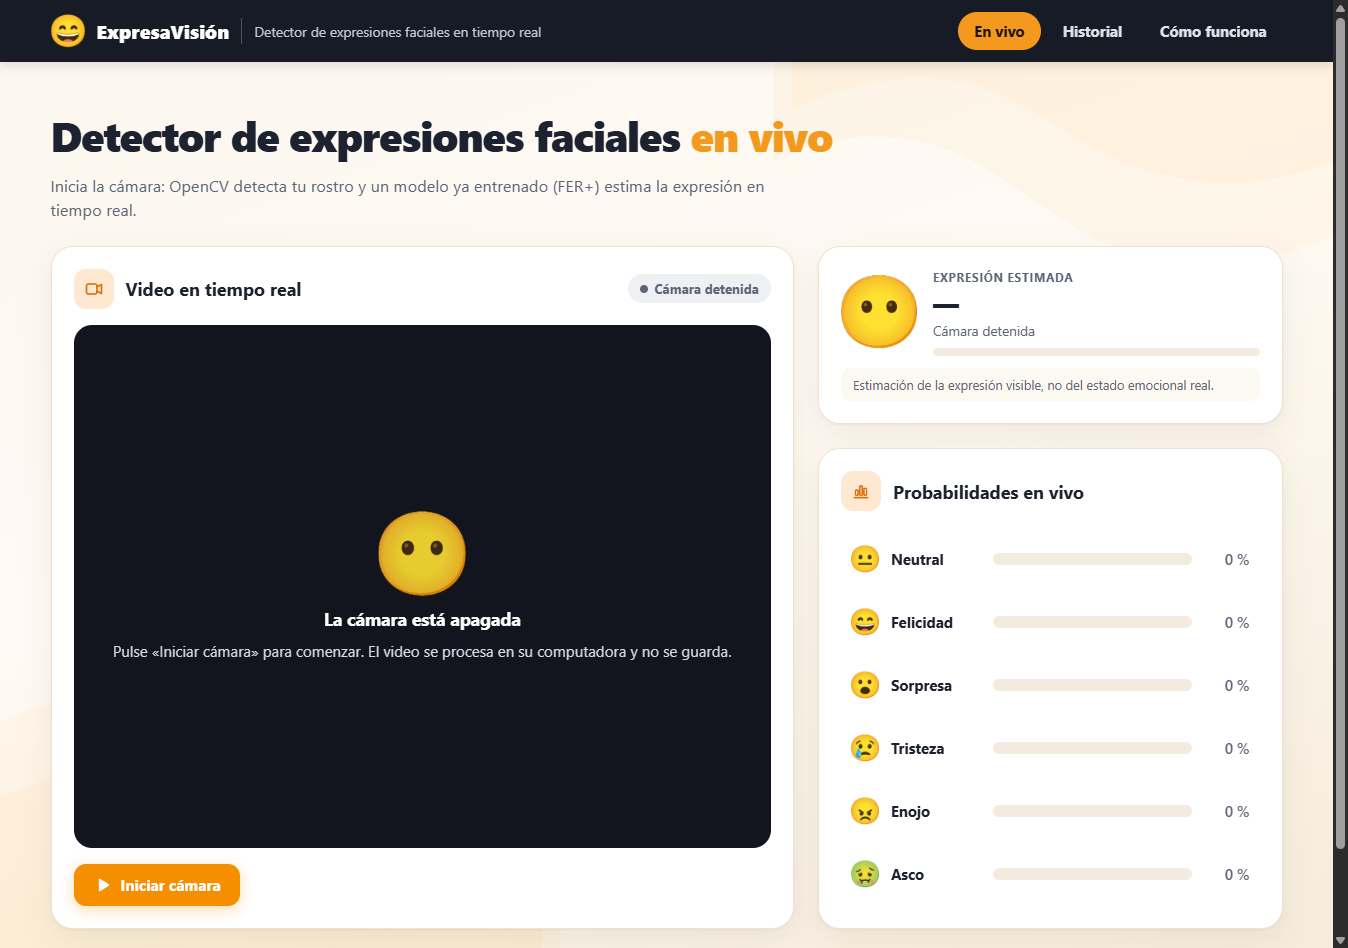 ExpresaVisión
Detector de expresiones faciales en tiempo real
En vivo
Historial
Cómo funciona
Detector de expresiones faciales en vivo
Inicia la cámara: OpenCV detecta tu rostro y un modelo ya entrenado (FER+) estima la expresión en
tiempo real.
Video en tiempo real
Cámara detenida
La cámara está apagada
Pulse «Iniciar cámara» para comenzar. El video se procesa en su computadora y no se guarda.
Iniciar cámara
EXPRESIÓN ESTIMADA
—
Cámara detenida
Estimación de la expresión visible, no del estado emocional real.
Probabilidades en vivo
Neutral 0 %
Felicidad 0 %
Sorpresa 0 %
Tristeza 0 %
Enojo 0 %
Asco 0 %